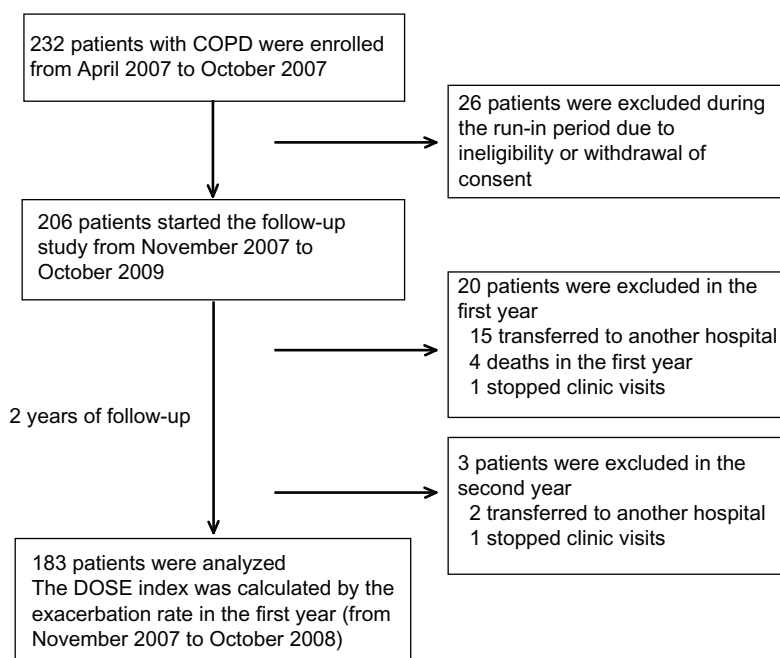 232 patients with COPD were enrolled
from April 2007 to October 2007
26 patients were excluded during
the run-in period due to
ineligibility or withdrawal of
consent
206 patients started the follow-up
study from November 2007 to
October 2009
20 patients were excluded in the
first year
15 transferred to another hospital
4 deaths in the first year
1 stopped clinic visits
2 years of follow-up
3 patients were excluded in the
second year
2 transferred to another hospital
1 stopped clinic visits
183 patients were analyzed
The DOSE index was calculated by the
exacerbation rate in the first year (from
November 2007 to October 2008)